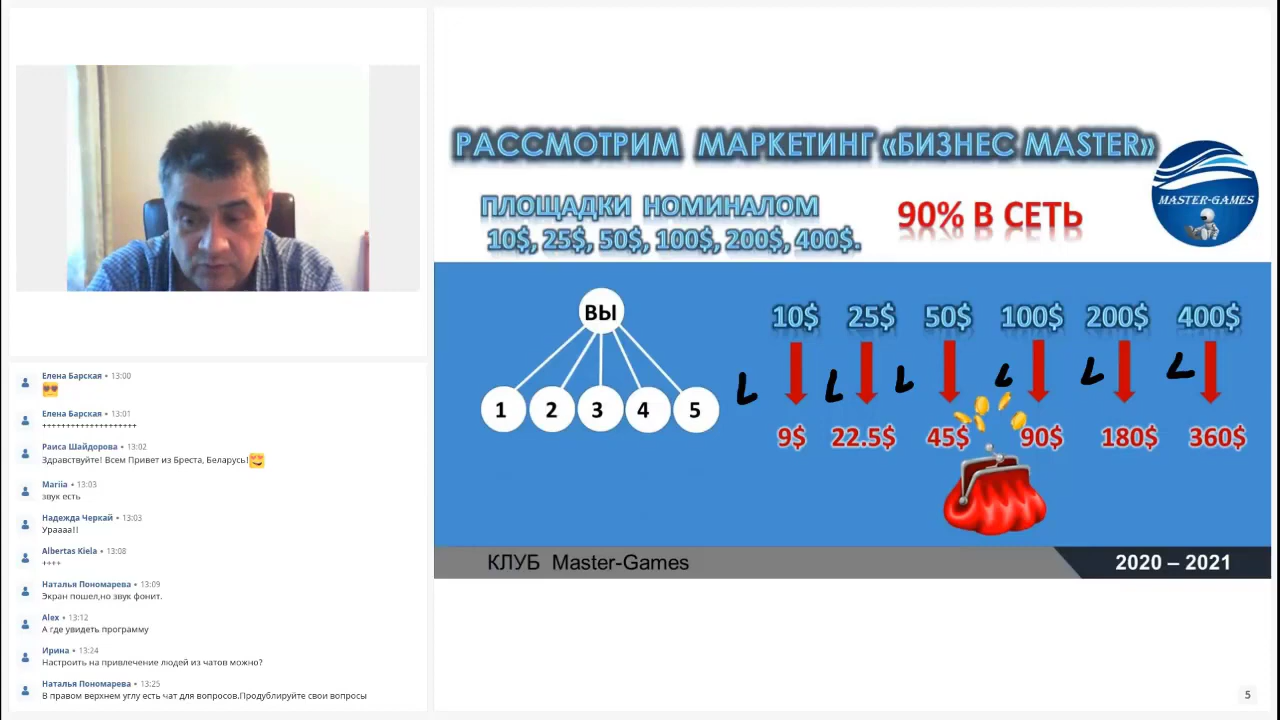 Елена Барская • 13:00
Елена Барская • 13:01
++++++++++++++++++++
Раиса Шайдорова • 13:02
Здравствуйте! Всем Привет из Бреста, Беларусь!
Mariia • 13:03
звук есть
Надежда Черкай • 13:03
Ураааа!!
Albertas Kiela • 13:08
++++
Наталья Пономарева • 13:09
Экран пошел,но звук фонит.
Alex • 13:12
А где увидеть программу
Ирина • 13:24
Настроить на привлечение людей из чатов можно?
Наталья Пономарева • 13:25
В правом верхнем углу есть чат для вопросов.Продублируйте свои вопросы
РАССМОТРИМ МАРКЕТИНГ «БИЗНЕС MASTER»
ПЛОЩАДКИ НОМИНАЛОМ
10$, 25$, 50$, 100$, 200$, 400$.
90% В СЕТЬ
MASTER-GAMES
ВЫ
1 2 3 4 5
10$ 25$ 50$ 100$ 200$ 400$
9$ 22.5$ 45$ 90$ 180$ 360$
КЛУБ Master-Games
2020 – 2021
5